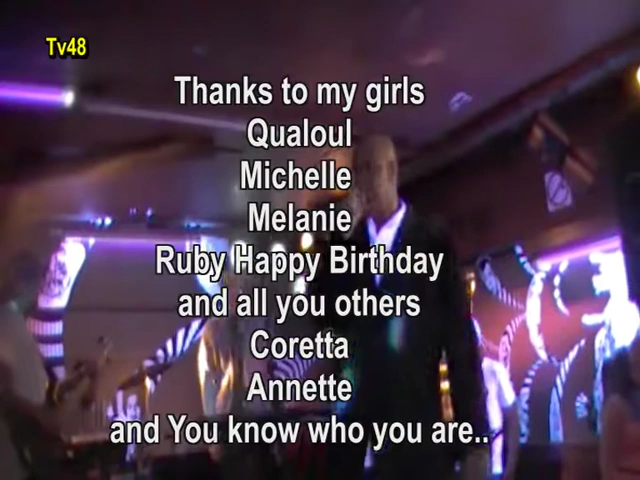 Tv48
Thanks to my girls
Qualoul
Michelle
Melanie
Ruby Happy Birthday
and all you others
Coretta
Annette
and You know who you are..